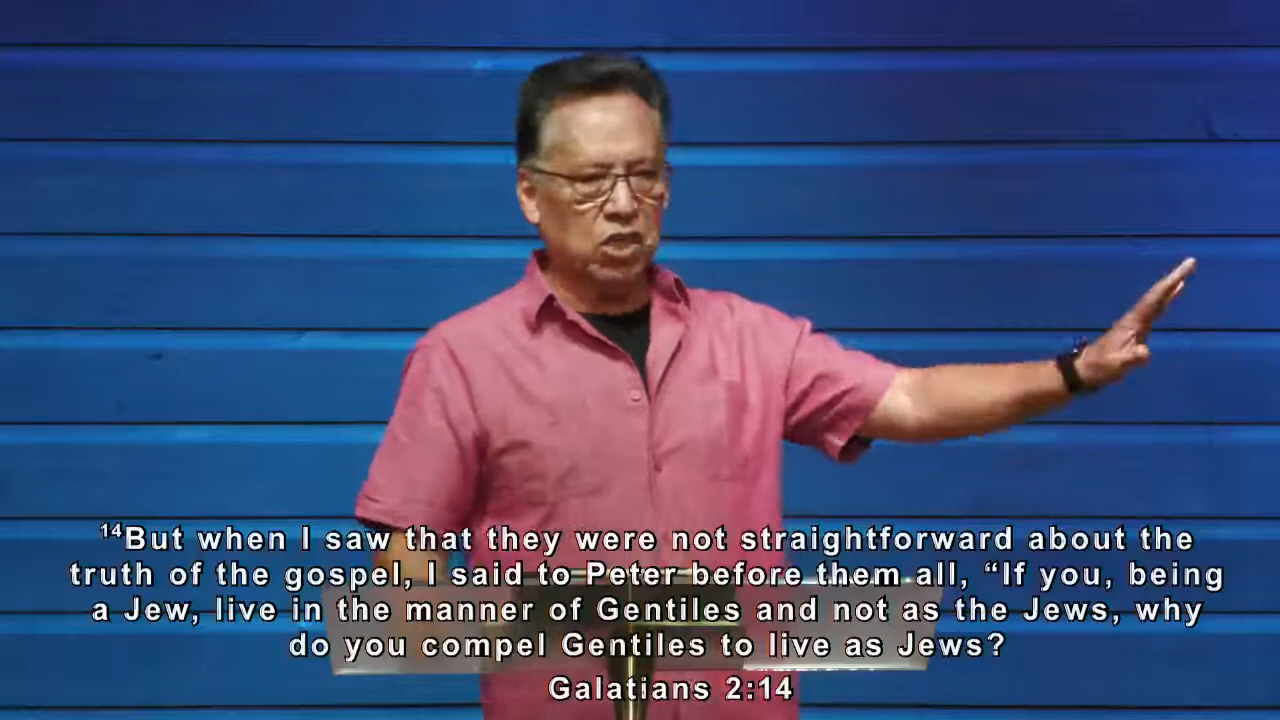 ¹⁴But when I saw that they were not straightforward about the
truth of the gospel, I said to Peter before them all, “If you, being
a Jew, live in the manner of Gentiles and not as the Jews, why
do you compel Gentiles to live as Jews?
Galatians 2:14